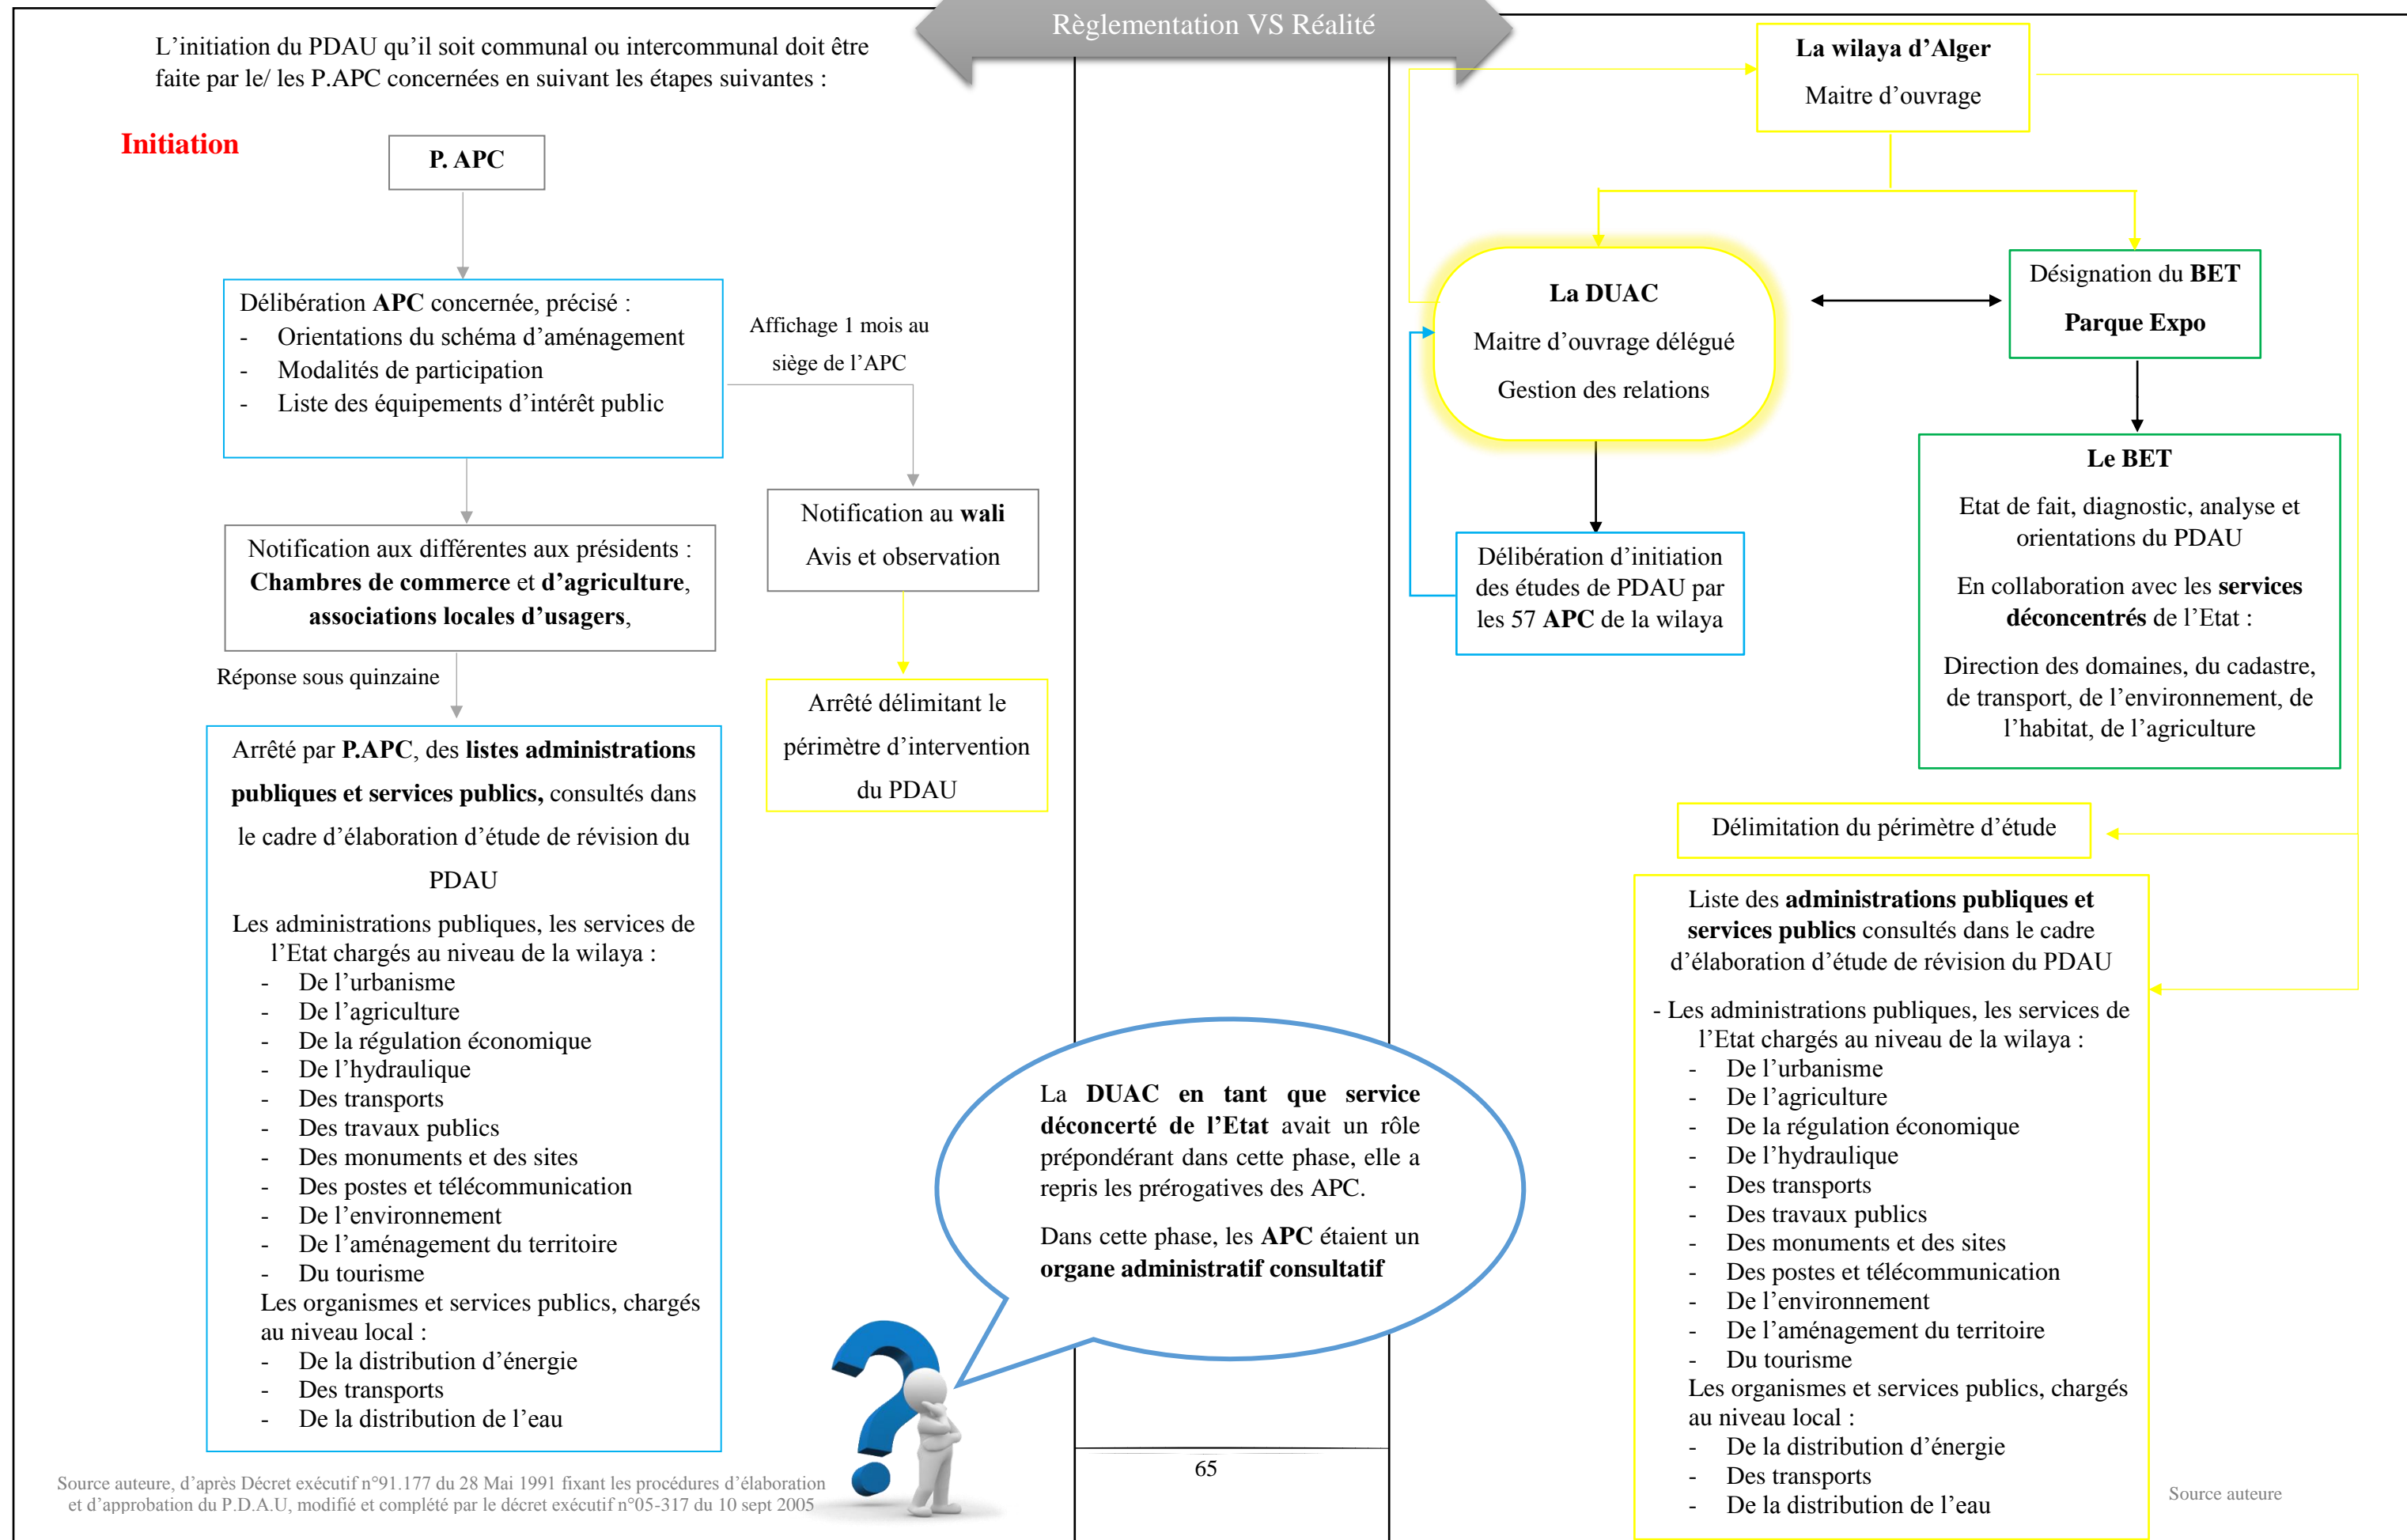 Règlementation VS Réalité
L’initiation du PDAU qu’il soit communal ou intercommunal doit être
faite par le/ les P.APC concernées en suivant les étapes suivantes :
Initiation
P. APC
Délibération APC concernée, précisé :
- Orientations du schéma d’aménagement
- Modalités de participation
- Liste des équipements d’intérêt public
Affichage 1 mois au
siège de l’APC
Notification aux différentes aux présidents :
Chambres de commerce et d’agriculture,
associations locales d’usagers,
Notification au wali
Avis et observation
Réponse sous quinzaine
Arrêté délimitant le
périmètre d’intervention
du PDAU
Arrêté par P.APC, des listes administrations
publiques et services publics, consultés dans
le cadre d’élaboration d’étude de révision du
PDAU
Les administrations publiques, les services de
l’Etat chargés au niveau de la wilaya :
- De l’urbanisme
- De l’agriculture
- De la régulation économique
- De l’hydraulique
- Des transports
- Des travaux publics
- Des monuments et des sites
- Des postes et télécommunication
- De l’environnement
- De l’aménagement du territoire
- Du tourisme
Les organismes et services publics, chargés
au niveau local :
- De la distribution d’énergie
- Des transports
- De la distribution de l’eau
Source auteure, d’après Décret exécutif n°91.177 du 28 Mai 1991 fixant les procédures d’élaboration
et d’approbation du P.D.A.U, modifié et complété par le décret exécutif n°05-317 du 10 sept 2005
La DUAC en tant que service
déconcerté de l’Etat avait un rôle
prépondérant dans cette phase, elle a
repris les prérogatives des APC.
Dans cette phase, les APC étaient un
organe administratif consultatif
65
La wilaya d’Alger
Maitre d’ouvrage
La DUAC
Maitre d’ouvrage délégué
Gestion des relations
Désignation du BET
Parque Expo
Délibération d’initiation
des études de PDAU par
les 57 APC de la wilaya
Le BET
Etat de fait, diagnostic, analyse et
orientations du PDAU
En collaboration avec les services
déconcentrés de l’Etat :
Direction des domaines, du cadastre,
de transport, de l’environnement, de
l’habitat, de l’agriculture
Délimitation du périmètre d’étude
Liste des administrations publiques et
services publics consultés dans le cadre
d’élaboration d’étude de révision du PDAU
- Les administrations publiques, les services de
l’Etat chargés au niveau de la wilaya :
- De l’urbanisme
- De l’agriculture
- De la régulation économique
- De l’hydraulique
- Des transports
- Des travaux publics
- Des monuments et des sites
- Des postes et télécommunication
- De l’environnement
- De l’aménagement du territoire
- Du tourisme
Les organismes et services publics, chargés
au niveau local :
- De la distribution d’énergie
- Des transports
- De la distribution de l’eau
Source auteure